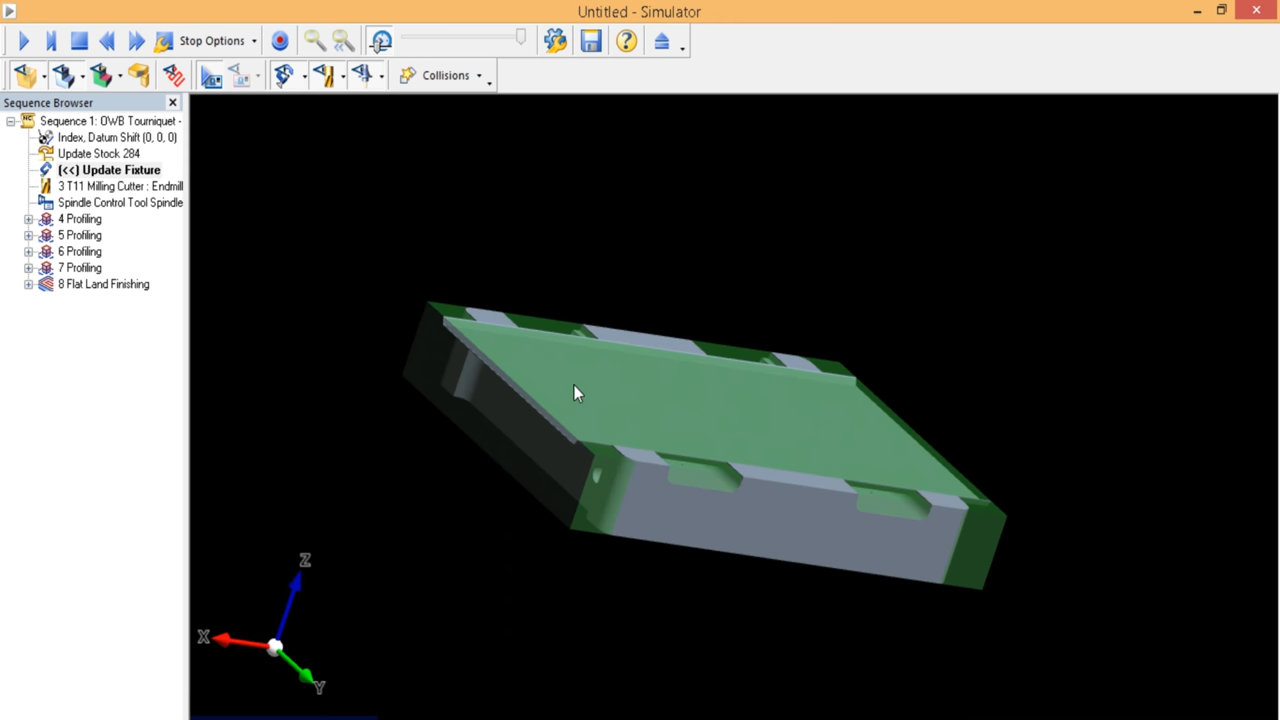 Untitled - Simulator
Stop Options
Collisions
Sequence Browser
Sequence 1: OWB Tourniquet -
Index, Datum Shift (0, 0, 0)
Update Stock 284
(<<) Update Fixture
3 T11 Milling Cutter : Endmill
Spindle Control Tool Spindle
4 Profiling
5 Profiling
6 Profiling
7 Profiling
8 Flat Land Finishing
Z
X
Y